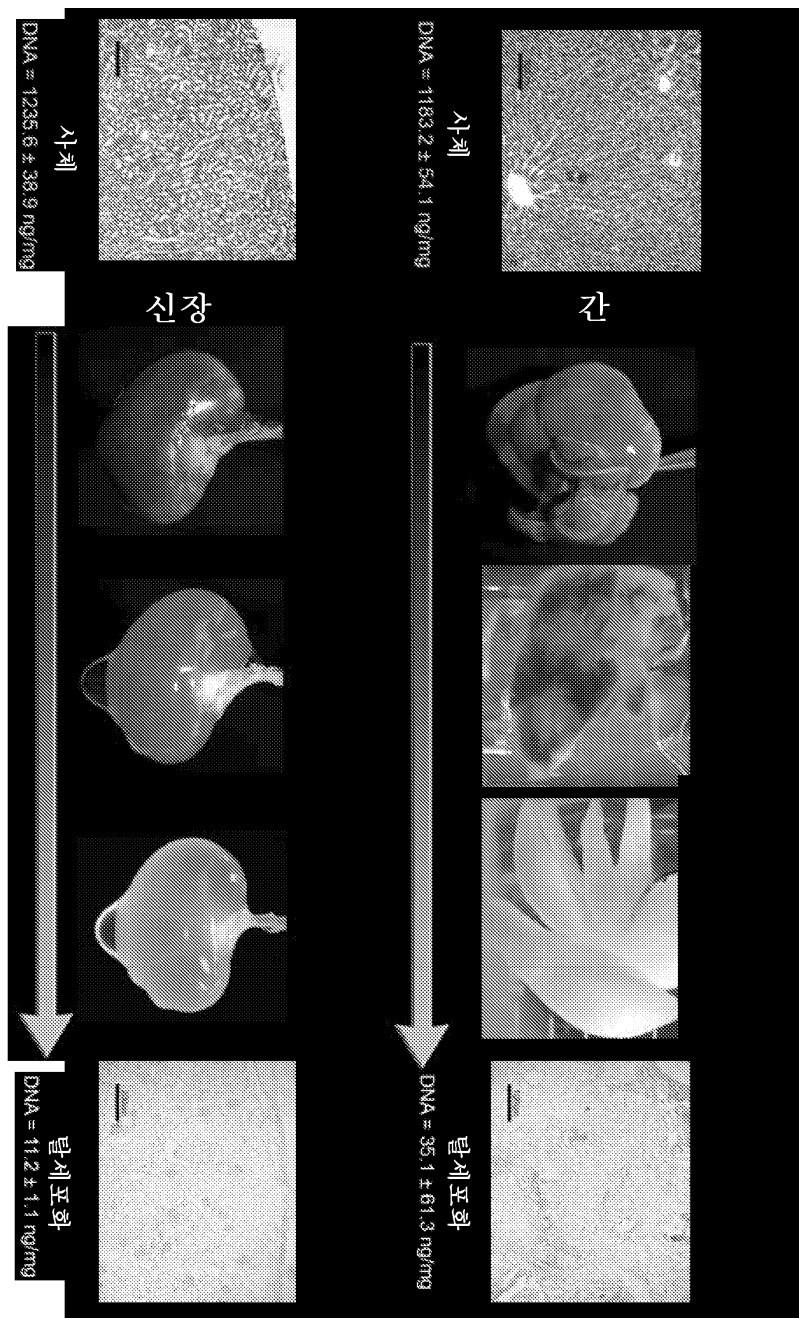 간
사체
DNA = 1183.2 ± 54.1 ng/mg
탈세포화
DNA = 35.1 ± 61.3 ng/mg
신장
사체
DNA = 1235.6 ± 38.9 ng/mg
탈세포화
DNA = 11.2 ± 1.1 ng/mg